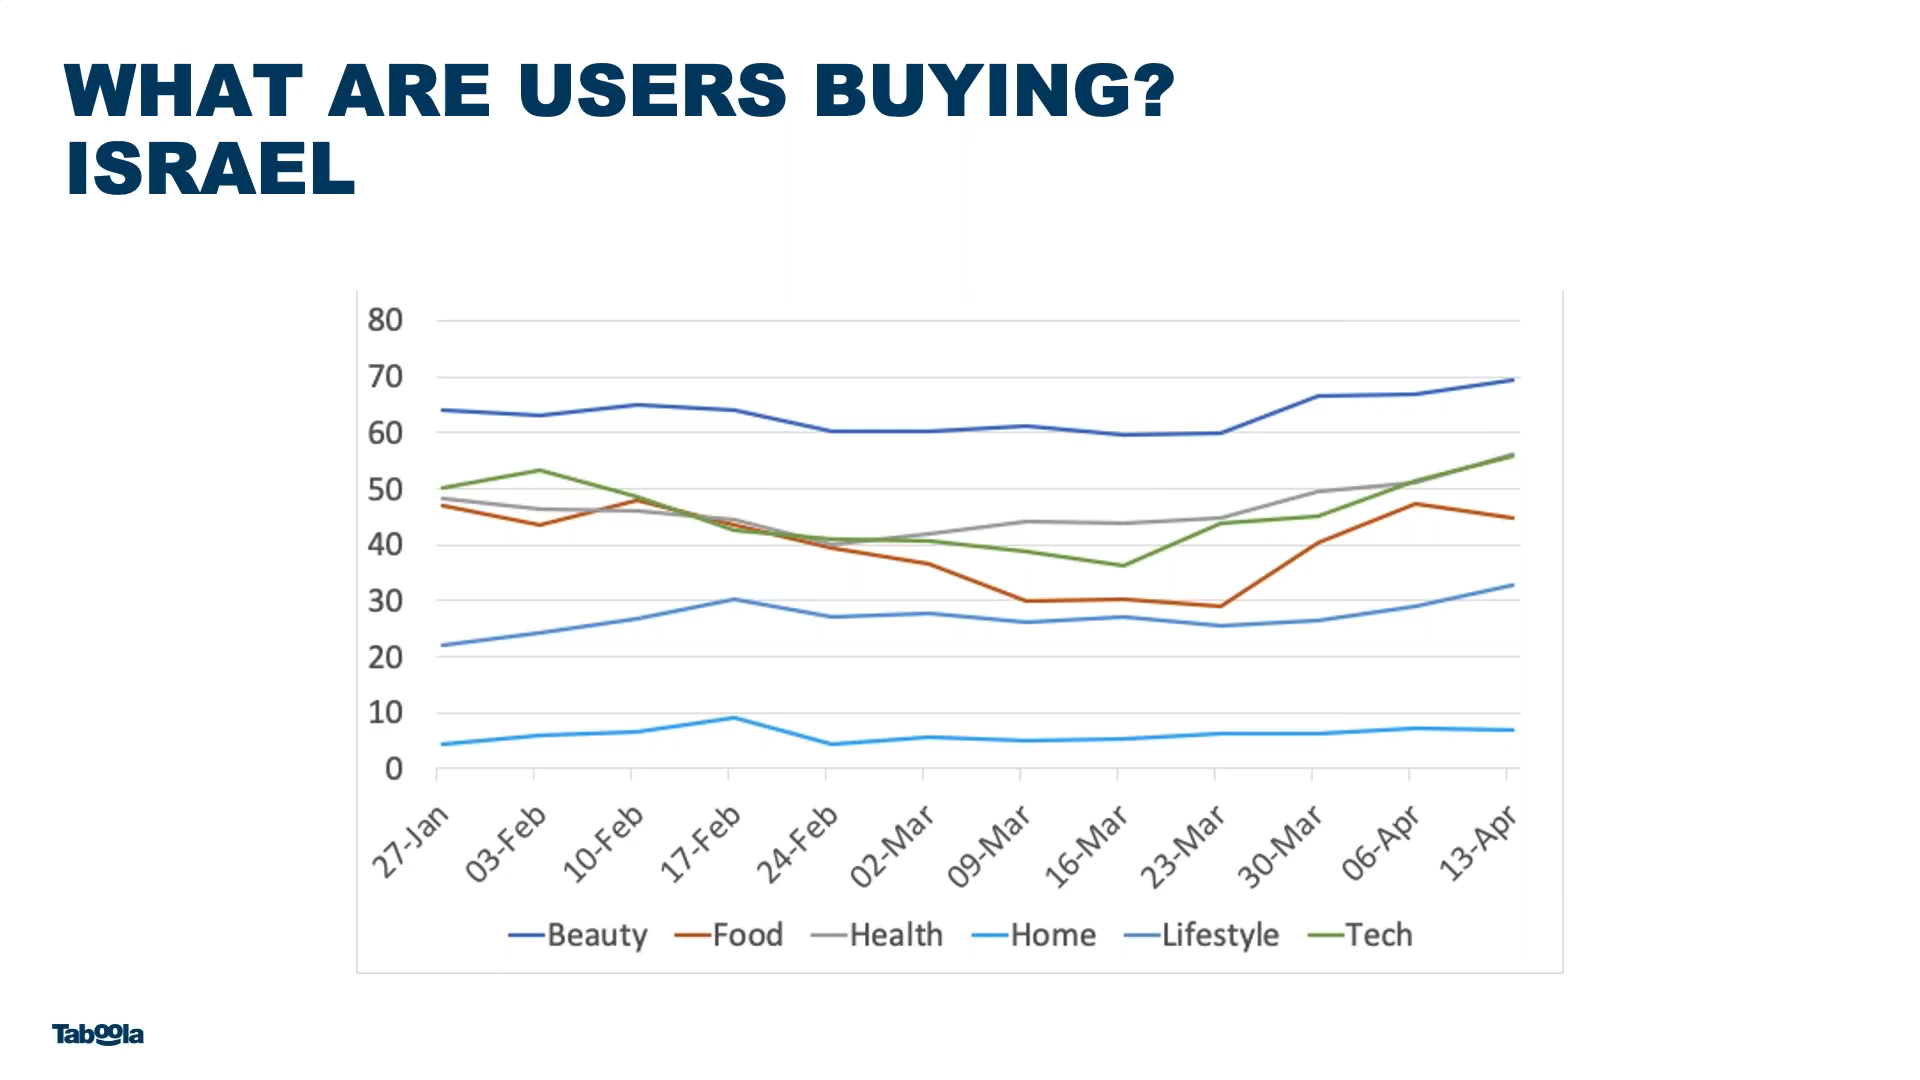 WHAT ARE USERS BUYING?
ISRAEL
80
70
60
50
40
30
20
10
0
27-Jan
03-Feb
10-Feb
17-Feb
24-Feb
02-Mar
09-Mar
16-Mar
23-Mar
30-Mar
06-Apr
13-Apr
Beauty Food Health Home Lifestyle Tech
Taboola